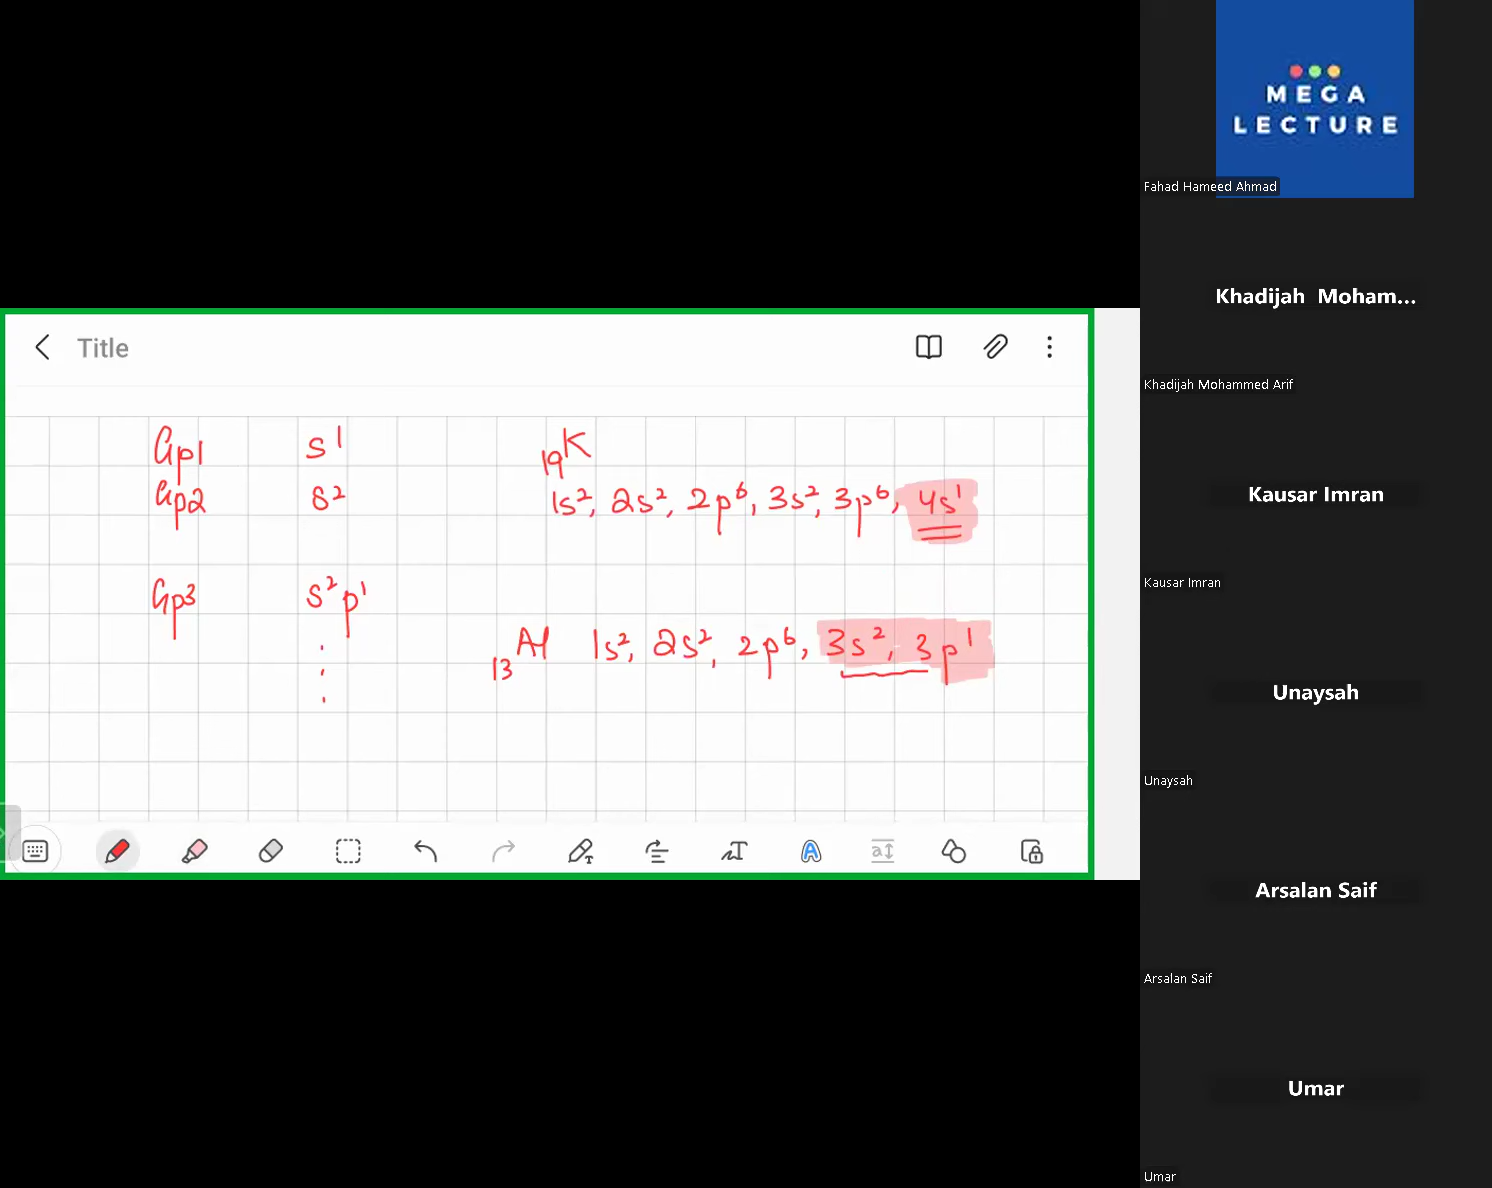 Title
Gp1 s¹
Gp2 s²
Gp3 s² p¹
⋮
₁₉K
1s², 2s², 2p⁶, 3s², 3p⁶, 4s¹
₁₃Al 1s², 2s², 2p⁶, 3s², 3p¹
MEGA
LECTURE
Fahad Hameed Ahmad
Khadijah Moham...
Khadijah Mohammed Arif
Kausar Imran
Kausar Imran
Unaysah
Unaysah
Arsalan Saif
Arsalan Saif
Umar
Umar